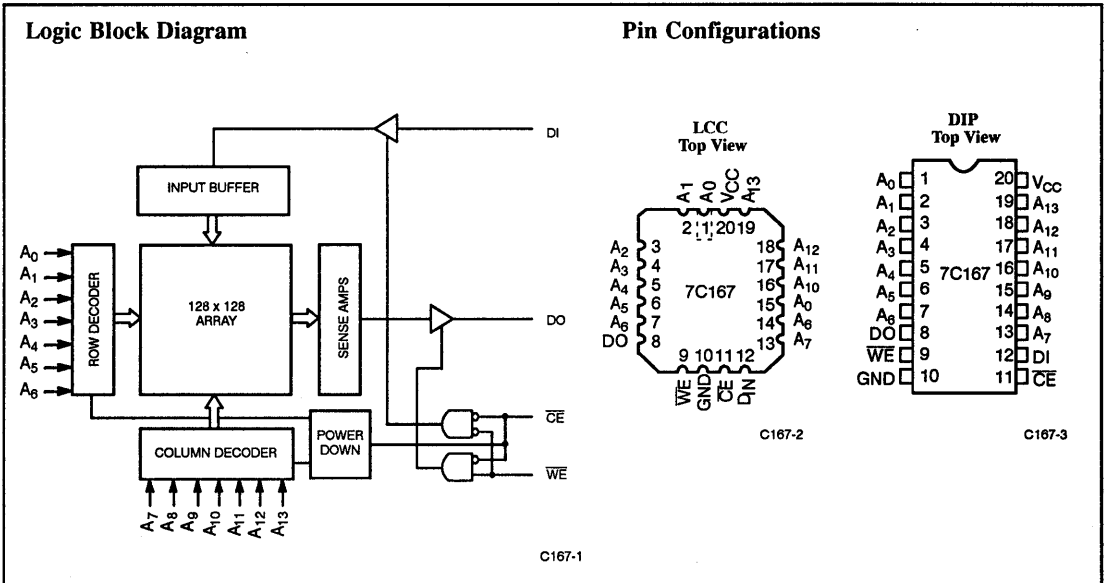 Logic Block Diagram
DI
INPUT BUFFER
A0
A1
A2
A3
A4
A5
A6
ROW DECODER
128 x 128
ARRAY
SENSE AMPS
DO
COLUMN DECODER
POWER
DOWN
CE
WE
A7
A8
A9
A10
A11
A12
A13
C167-1
Pin Configurations
LCC
Top View
A1 A0 VCC A13
2 1 20 19
A2 3
A3 4
A4 5
A5 6
A6 7
DO 8
7C167
18 A12
17 A11
16 A10
15 A0
14 A6
13 A7
9 10 11 12
WE GND CE DIN
C167-2
DIP
Top View
A0 1
A1 2
A2 3
A3 4
A4 5
A5 6
A6 7
DO 8
WE 9
GND 10
7C167
20 VCC
19 A13
18 A12
17 A11
16 A10
15 A9
14 A8
13 A7
12 DI
11 CE
C167-3